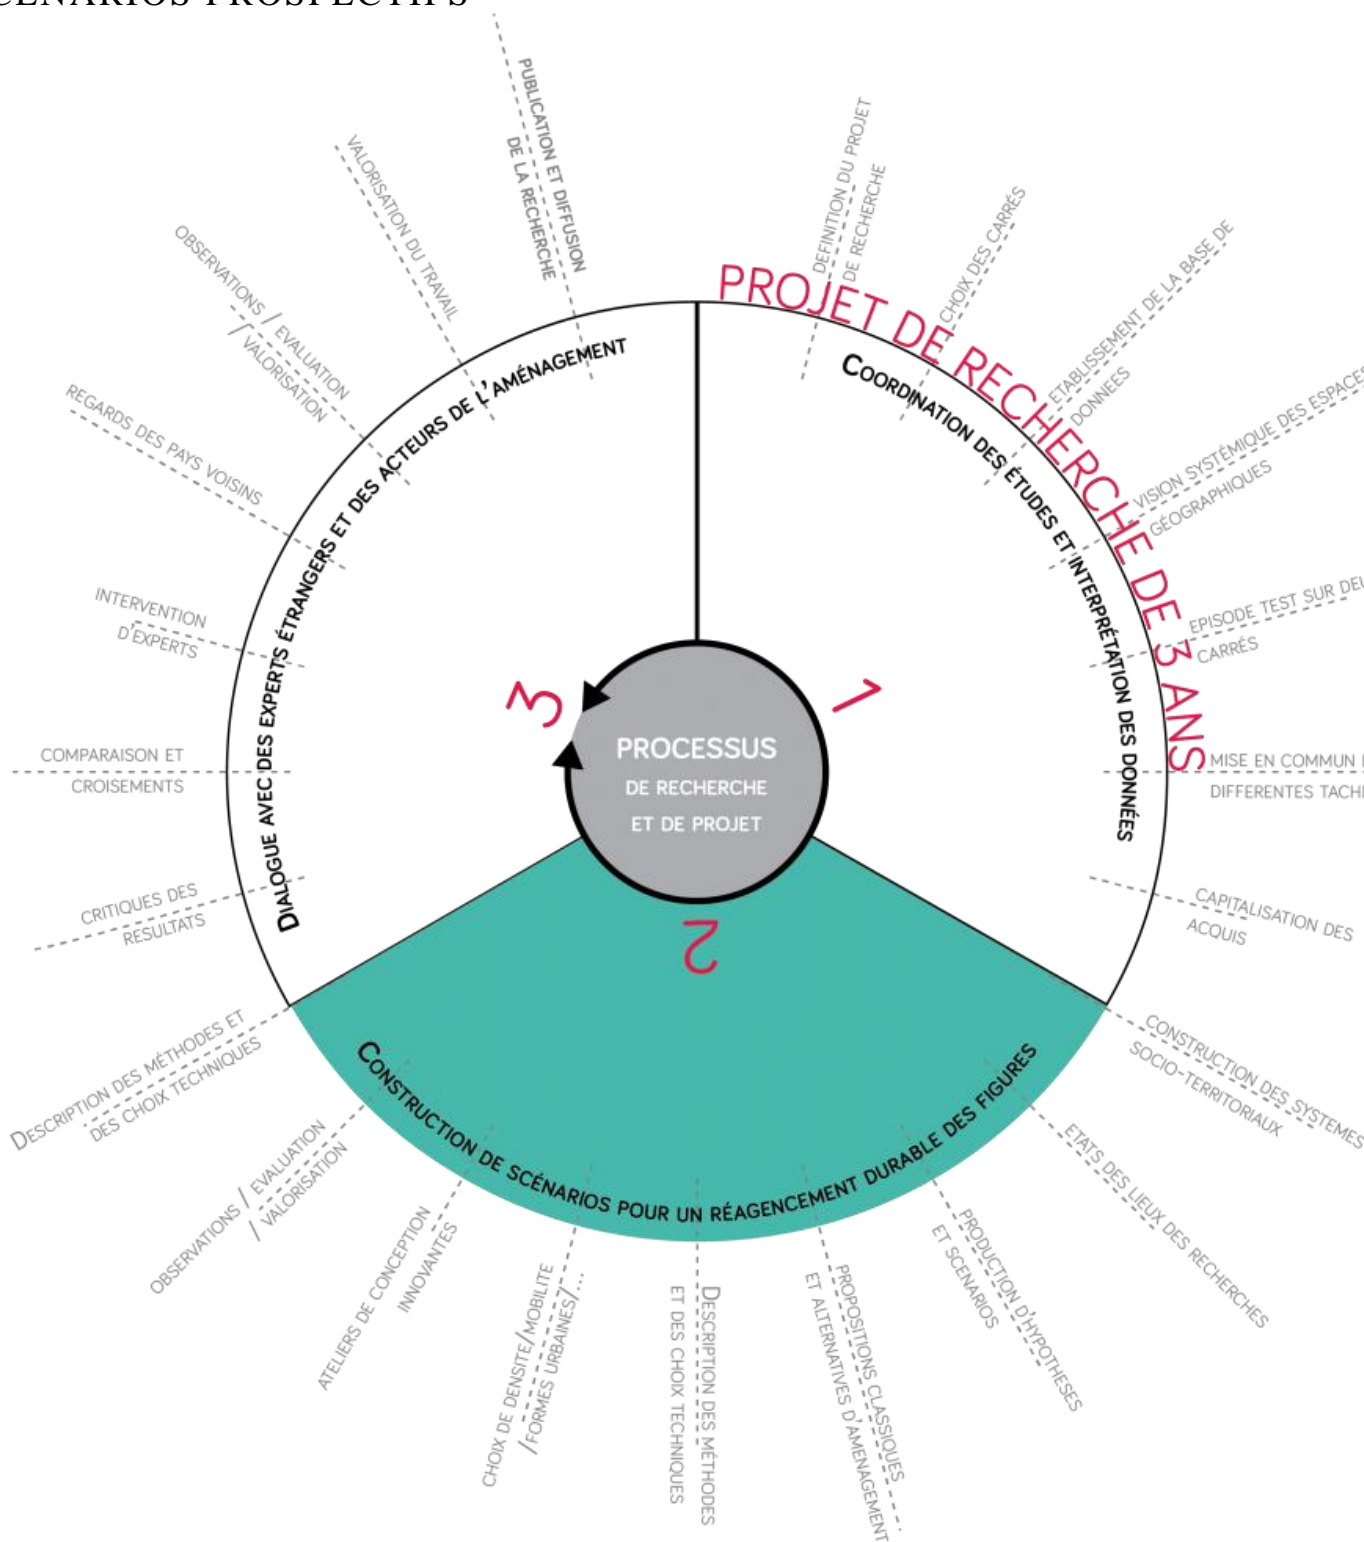 SCÉNARIOS PROSPECTIFS
PROJET DE RECHERCHE DE 3 ANS
PROCESSUS
DE RECHERCHE
ET DE PROJET
1
COORDINATION DES ÉTUDES ET INTERPRÉTATION DES DONNÉES
DEFINITION DU PROJET
DE RECHERCHE
CHOIX DES CARRÉS
ETABLISSEMENT DE LA BASE DE
DONNEES
VISION SYSTÉMIQUE DES ESPACES
GÉOGRAPHIQUES
EPISODE TEST SUR
CARRÉS
MISE EN COMMUN
DIFFERENTES
CAPITALISATION DES
ACQUIS
2
CONSTRUCTION DE SCÉNARIOS POUR UN RÉAGENCEMENT DURABLE DES FIGURES
CONSTRUCTION DES SYSTEMES
SOCIO-TERRITORIAUX
ETATS DES LIEUX DES RECHERCHES
PRODUCTION D'HYPOTHESES
ET SCENARIOS
PROPOSITIONS CLASSIQUES
ET ALTERNATIVES D'AMENAGEMENT
DESCRIPTION DES MÉTHODES
ET DES CHOIX TECHNIQUES
CHOIX DE DENSITE/MOBILITE
/FORMES URBAINES/...
ATELIERS DE CONCEPTION
INNOVANTES
OBSERVATIONS / EVALUATION
/ VALORISATION
DESCRIPTION DES MÉTHODES ET
DES CHOIX TECHNIQUES
3
DIALOGUE AVEC DES EXPERTS ÉTRANGERS ET DES ACTEURS DE L'AMÉNAGEMENT
CRITIQUES DES
RESULTATS
COMPARAISON ET
CROISEMENTS
INTERVENTION
D'EXPERTS
REGARDS DES PAYS VOISINS
OBSERVATIONS / EVALUATION
/ VALORISATION
VALORISATION DU TRAVAIL
PUBLICATION ET DIFFUSION
DE LA RECHERCHE